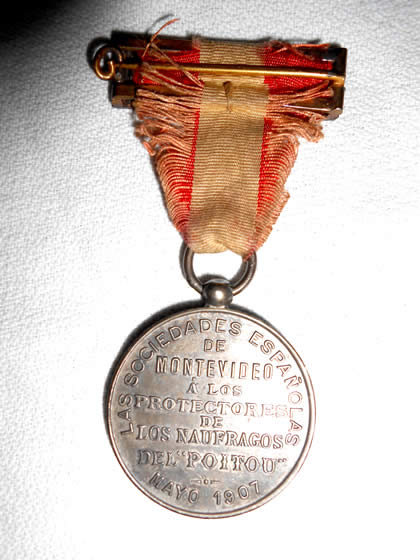 LAS SOCIEDADES ESPAÑOLAS
DE
MONTEVIDEO
Á LOS
PROTECTORES
DE
LOS NAUFRAGOS
DEL "POITOU"
MAYO 1907